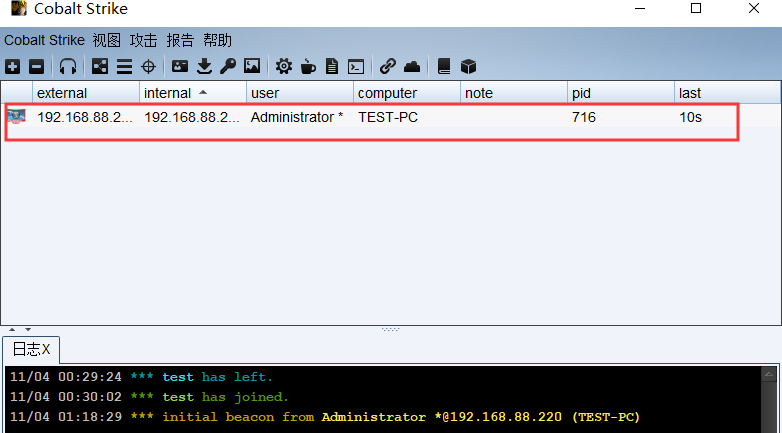 Cobalt Strike
Cobalt Strike 视图 攻击 报告 帮助
external internal user computer note pid last
192.168.88.2... 192.168.88.2... Administrator * TEST-PC 716 10s
日志X
11/04 00:29:24 *** test has left.
11/04 00:30:02 *** test has joined.
11/04 01:18:29 *** initial beacon from Administrator *@192.168.88.220 (TEST-PC)